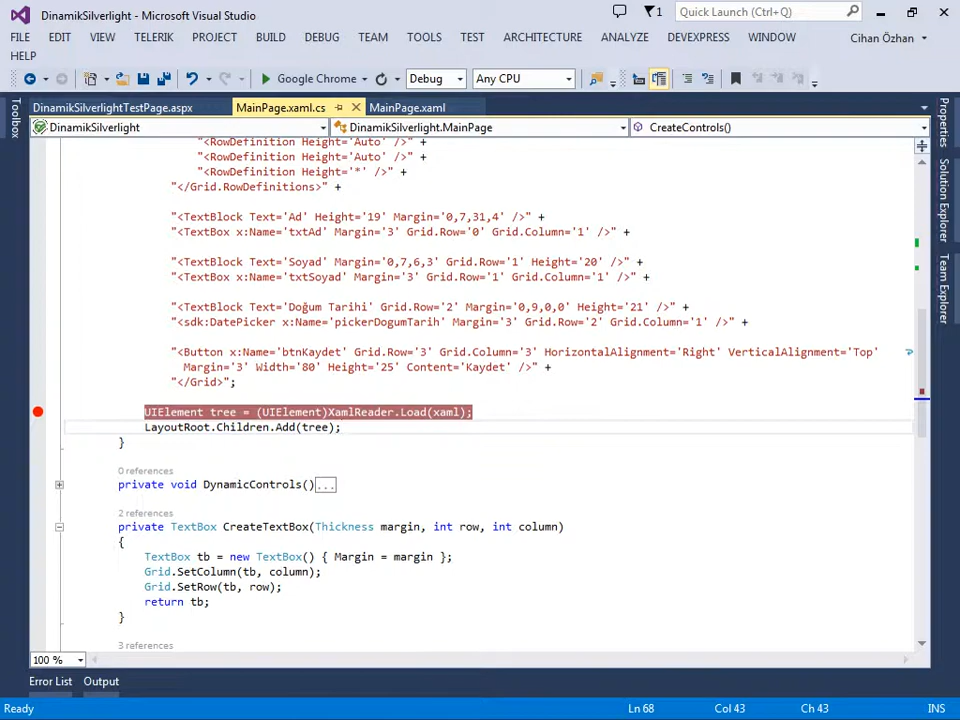 DinamikSilverlight - Microsoft Visual Studio
1
Quick Launch (Ctrl+Q)
FILE EDIT VIEW TELERIK PROJECT BUILD DEBUG TEAM TOOLS TEST ARCHITECTURE ANALYZE DEVEXPRESS WINDOW
Cihan Özhan
HELP
Google Chrome
Debug
Any CPU
DinamikSilverlightTestPage.aspx
MainPage.xaml.cs
MainPage.xaml
DinamikSilverlight
DinamikSilverlight.MainPage
CreateControls()
Toolbox
Properties
Solution Explorer
Team Explorer
"<RowDefinition Height='Auto' />" +
"<RowDefinition Height='Auto' />" +
"<RowDefinition Height='*' />" +
"</Grid.RowDefinitions>" +
"<TextBlock Text='Ad' Height='19' Margin='0,7,31,4' />" +
"<TextBox x:Name='txtAd' Margin='3' Grid.Row='0' Grid.Column='1' />" +
"<TextBlock Text='Soyad' Margin='0,7,6,3' Grid.Row='1' Height='20' />" +
"<TextBox x:Name='txtSoyad' Margin='3' Grid.Row='1' Grid.Column='1' />" +
"<TextBlock Text='Doğum Tarihi' Grid.Row='2' Margin='0,9,0,0' Height='21' />" +
"<sdk:DatePicker x:Name='pickerDogumTarih' Margin='3' Grid.Row='2' Grid.Column='1' />" +
"<Button x:Name='btnKaydet' Grid.Row='3' Grid.Column='3' HorizontalAlignment='Right' VerticalAlignment='Top'
Margin='3' Width='80' Height='25' Content='Kaydet' />" +
"</Grid>";
UIElement tree = (UIElement)XamlReader.Load(xaml);
LayoutRoot.Children.Add(tree);
}
0 references
private void DynamicControls()...
2 references
private TextBox CreateTextBox(Thickness margin, int row, int column)
{
TextBox tb = new TextBox() { Margin = margin };
Grid.SetColumn(tb, column);
Grid.SetRow(tb, row);
return tb;
}
3 references
100 %
Error List Output
Ready
Ln 68 Col 43 Ch 43 INS